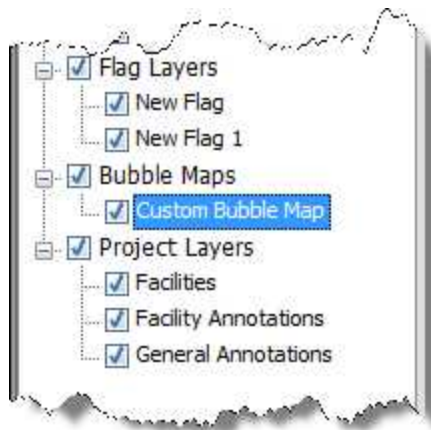 Flag Layers
New Flag
New Flag 1
Bubble Maps
Custom Bubble Map
Project Layers
Facilities
Facility Annotations
General Annotations